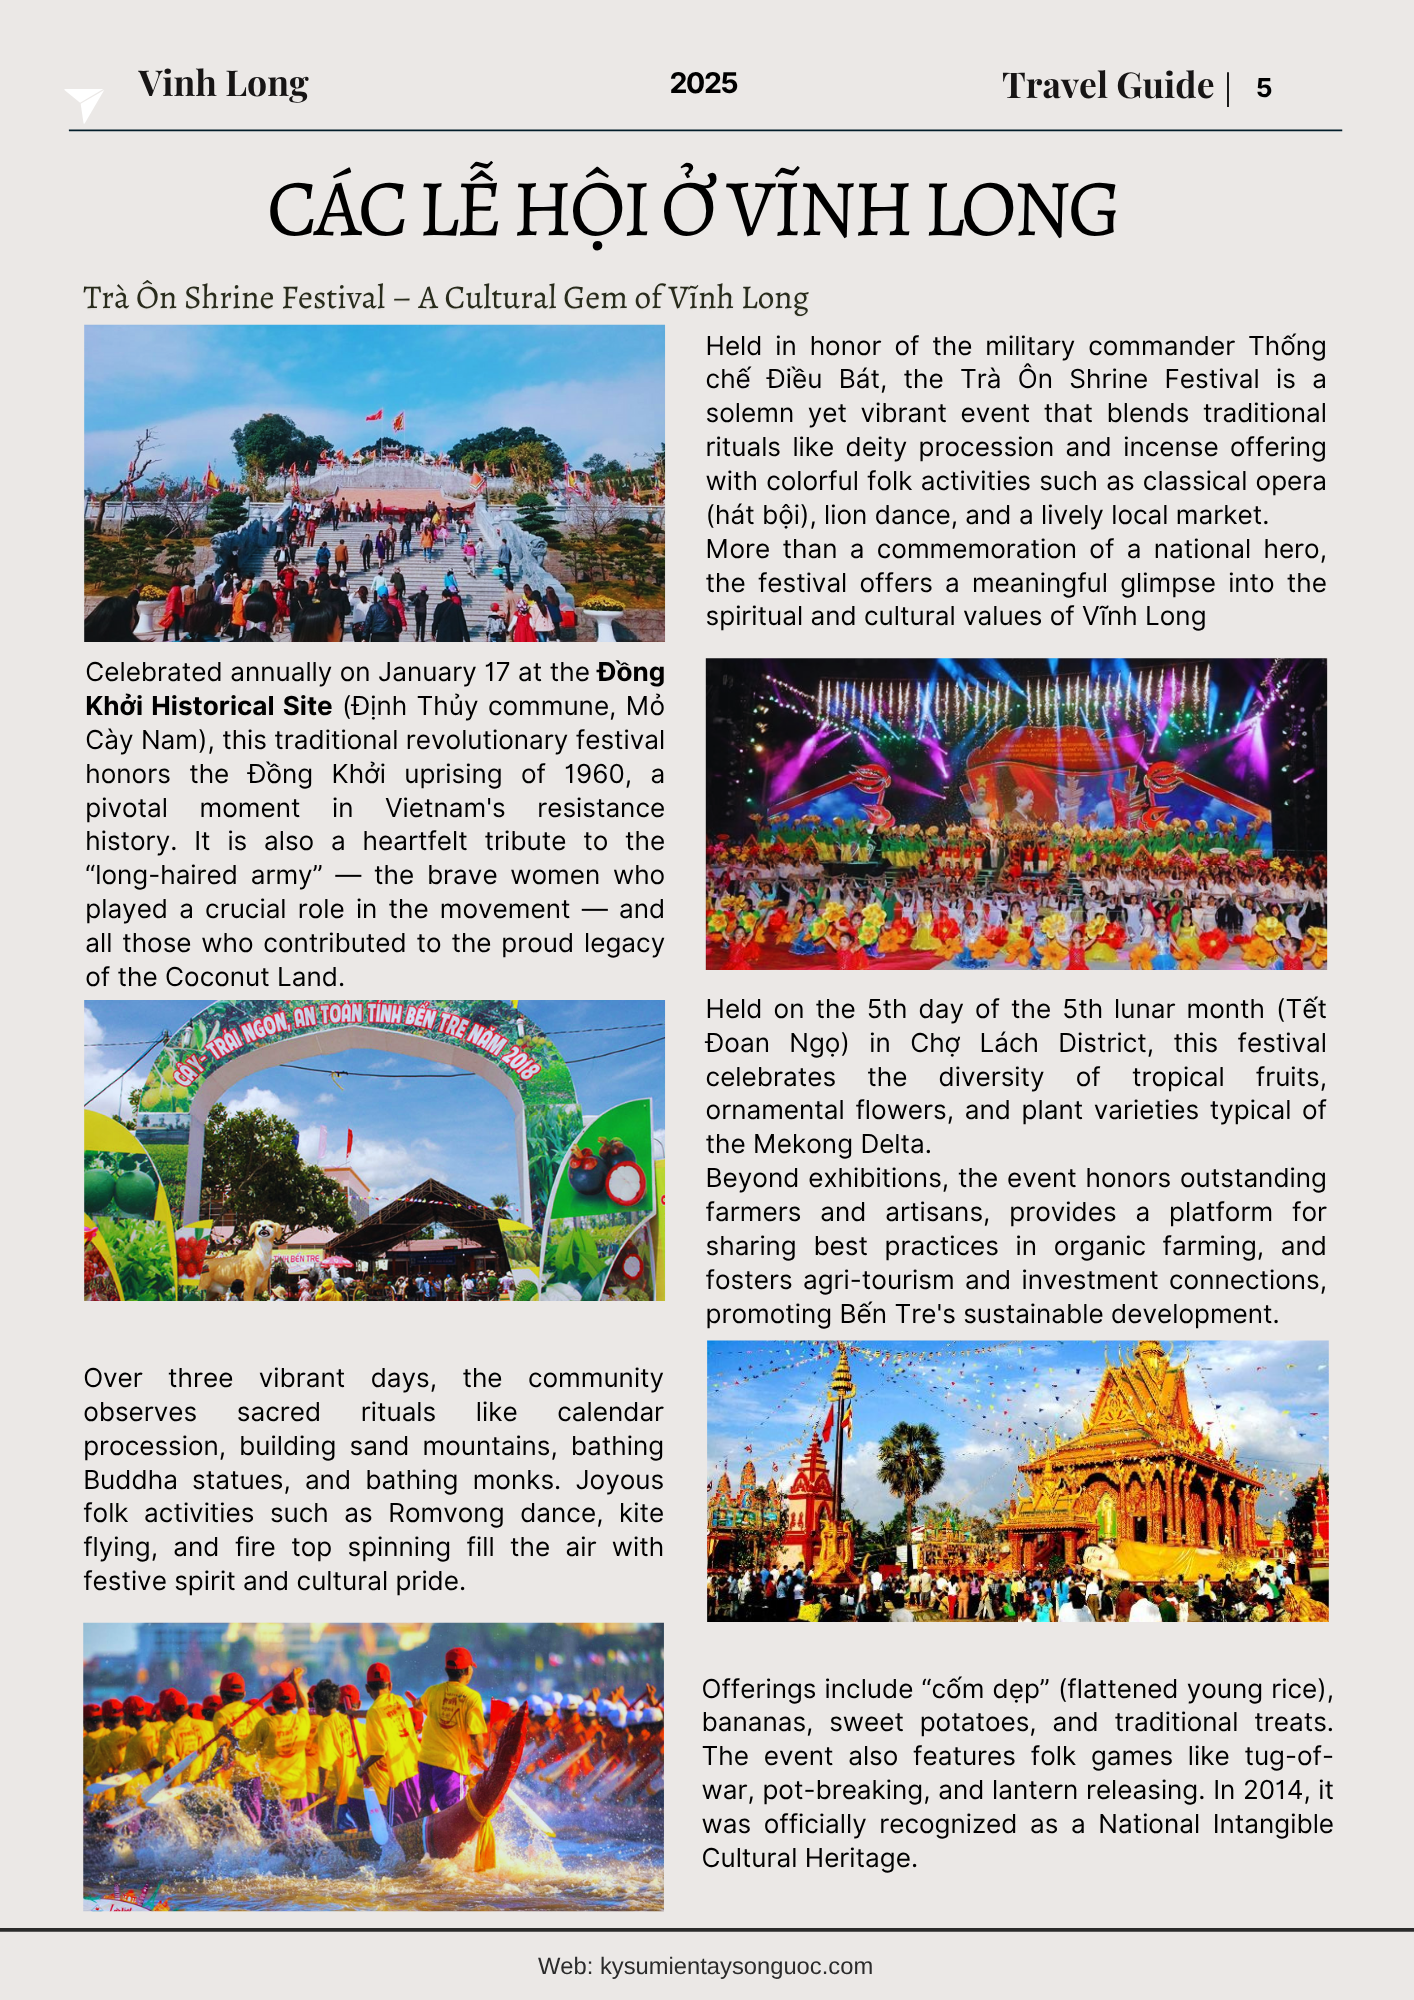 Vinh Long
2025
Travel Guide | 5
CÁC LỄ HỘI Ở VĨNH LONG
Trà Ôn Shrine Festival – A Cultural Gem of Vĩnh Long
Held in honor of the military commander Thống
chế Điều Bát, the Trà Ôn Shrine Festival is a
solemn yet vibrant event that blends traditional
rituals like deity procession and incense offering
with colorful folk activities such as classical opera
(hát bội), lion dance, and a lively local market.
More than a commemoration of a national hero,
the festival offers a meaningful glimpse into the
spiritual and cultural values of Vĩnh Long
Celebrated annually on January 17 at the Đồng
Khởi Historical Site (Định Thủy commune, Mỏ
Cày Nam), this traditional revolutionary festival
honors the Đồng Khởi uprising of 1960, a
pivotal moment in Vietnam's resistance
history. It is also a heartfelt tribute to the
“long-haired army” — the brave women who
played a crucial role in the movement — and
all those who contributed to the proud legacy
of the Coconut Land.
CÂY- TRÁI NGON, AN TOÀN TỈNH BẾN TRE NĂM 2018
TỈNH BẾN TRE
Held on the 5th day of the 5th lunar month (Tết
Đoan Ngọ) in Chợ Lách District, this festival
celebrates the diversity of tropical fruits,
ornamental flowers, and plant varieties typical of
the Mekong Delta.
Beyond exhibitions, the event honors outstanding
farmers and artisans, provides a platform for
sharing best practices in organic farming, and
fosters agri-tourism and investment connections,
promoting Bến Tre's sustainable development.
Over three vibrant days, the community
observes sacred rituals like calendar
procession, building sand mountains, bathing
Buddha statues, and bathing monks. Joyous
folk activities such as Romvong dance, kite
flying, and fire top spinning fill the air with
festive spirit and cultural pride.
Offerings include “cốm dẹp” (flattened young rice),
bananas, sweet potatoes, and traditional treats.
The event also features folk games like tug-of-
war, pot-breaking, and lantern releasing. In 2014, it
was officially recognized as a National Intangible
Cultural Heritage.
Web: kysumientaysonguoc.com